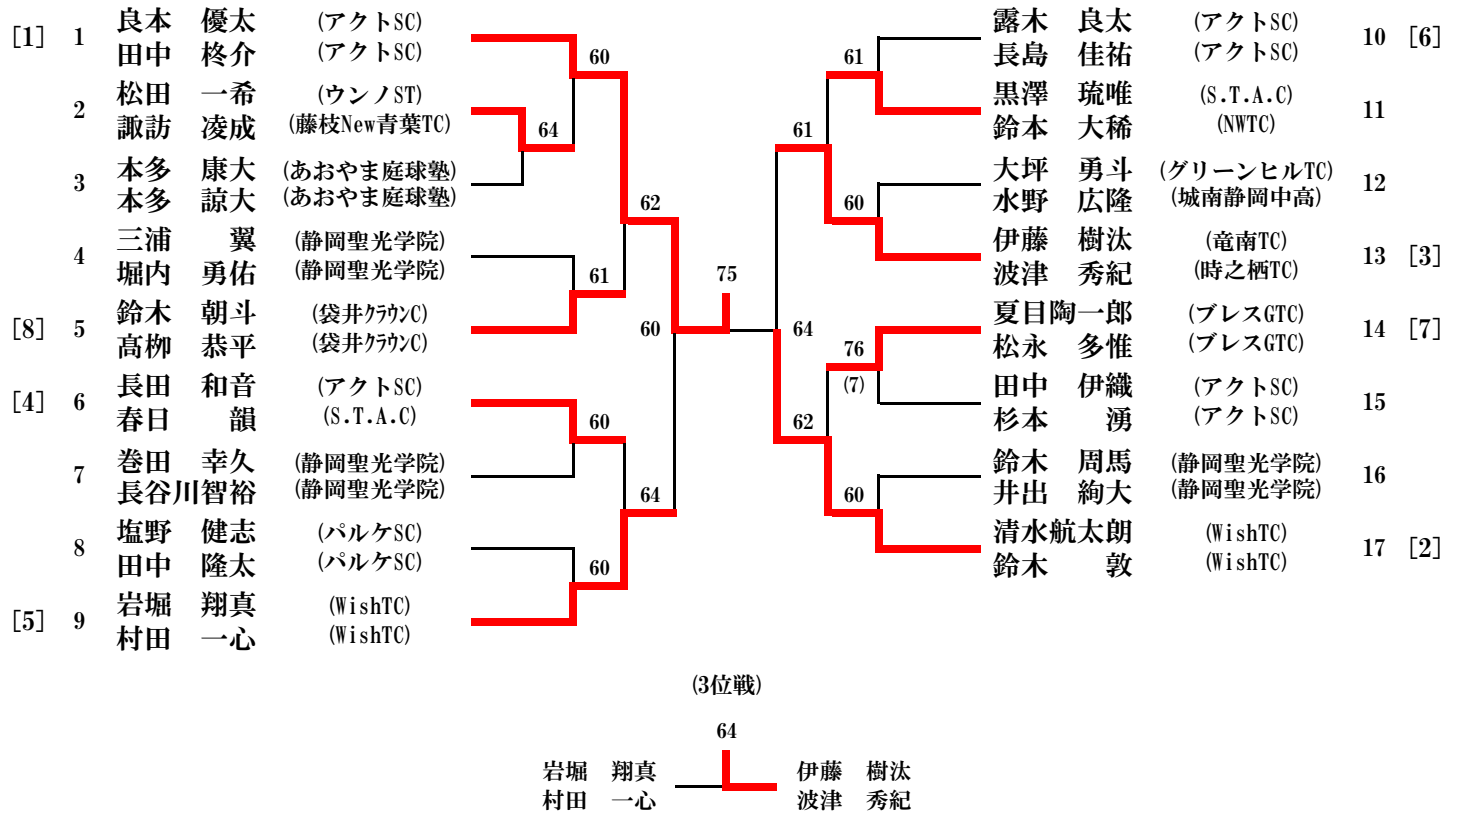 [1] 1 良本 優太 (アクトSC)
田中 柊介 (アクトSC)
2 松田 一希 (ウンノST)
諏訪 凌成 (藤枝New青葉TC)
3 本多 康大 (あおやま庭球塾)
本多 諒大 (あおやま庭球塾)
4 三浦 翼 (静岡聖光学院)
堀内 勇佑 (静岡聖光学院)
[8] 5 鈴木 朝斗 (袋井クラウンC)
髙栁 恭平 (袋井クラウンC)
[4] 6 長田 和音 (アクトSC)
春日 韻 (S.T.A.C)
7 巻田 幸久 (静岡聖光学院)
長谷川智裕 (静岡聖光学院)
8 塩野 健志 (パルケSC)
田中 隆太 (パルケSC)
[5] 9 岩堀 翔真 (WishTC)
村田 一心 (WishTC)
60
64
62
61
60
60
64
60
75
61
61
60
64
76
(7)
62
60
露木 良太 (アクトSC) 10 [6]
長島 佳祐 (アクトSC)
黒澤 琉唯 (S.T.A.C) 11
鈴本 大稀 (NWTC)
大坪 勇斗 (グリーンヒルTC) 12
水野 広隆 (城南静岡中高)
伊藤 樹汰 (竜南TC) 13 [3]
波津 秀紀 (時之栖TC)
夏目陶一郎 (ブレスGTC) 14 [7]
松永 多惟 (ブレスGTC)
田中 伊織 (アクトSC) 15
杉本 湧 (アクトSC)
鈴木 周馬 (静岡聖光学院) 16
井出 絢大 (静岡聖光学院)
清水航太朗 (WishTC) 17 [2]
鈴木 敦 (WishTC)
(3位戦)
64
岩堀 翔真 伊藤 樹汰
村田 一心 波津 秀紀